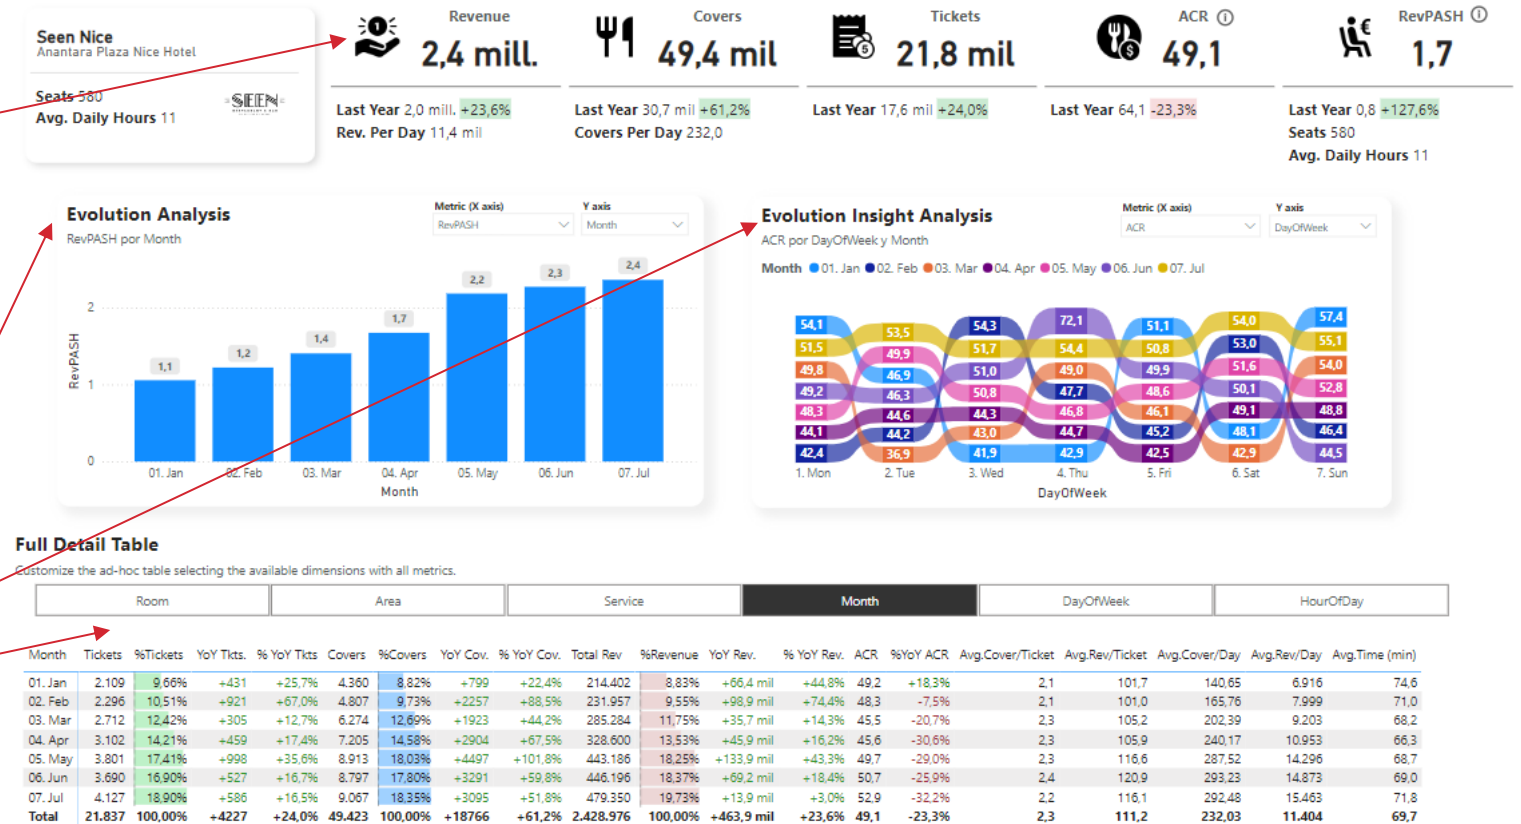 Seen Nice
Anantara Plaza Nice Hotel
Seats 580
Avg. Daily Hours 11
SEEN
Revenue
2,4 mill.
Last Year 2,0 mill. +23,6%
Rev. Per Day 11,4 mil
Covers
49,4 mil
Last Year 30,7 mil +61,2%
Covers Per Day 232,0
Tickets
21,8 mil
Last Year 17,6 mil +24,0%
ACR
49,1
Last Year 64,1 -23,3%
RevPASH
1,7
Last Year 0,8 +127,6%
Seats 580
Avg. Daily Hours 11
Evolution Analysis
RevPASH por Month
Metric (X axis) Y axis
RevPASH Month
RevPASH
2
1
0
1,1 1,2 1,4 1,7 2,2 2,3 2,4
01. Jan 02. Feb 03. Mar 04. Apr 05. May 06. Jun 07. Jul
Month
Evolution Insight Analysis
ACR por DayOfWeek y Month
Metric (X axis) Y axis
ACR DayOfWeek
Month 01. Jan 02. Feb 03. Mar 04. Apr 05. May 06. Jun 07. Jul
54,1 51,5 49,8 49,2 48,3 44,1 42,4
53,5 49,9 46,9 46,3 44,6 44,2 36,9
54,3 51,7 51,0 50,8 44,3 43,0 41,9
72,1 54,4 49,0 47,7 46,8 44,7 42,9
51,1 50,8 49,9 48,6 46,1 45,2 42,5
54,0 53,0 51,6 50,1 49,1 48,1 42,9
57,4 55,1 54,0 52,8 48,8 46,4 44,5
1. Mon 2. Tue 3. Wed 4. Thu 5. Fri 6. Sat 7. Sun
DayOfWeek
Full Detail Table
Customize the ad-hoc table selecting the available dimensions with all metrics.
Room Area Service Month DayOfWeek HourOfDay
Month Tickets %Tickets YoY Tkts. % YoY Tkts Covers %Covers YoY Cov. % YoY Cov. Total Rev %Revenue YoY Rev. % YoY Rev. ACR %YoY ACR Avg.Cover/Ticket Avg.Rev/Ticket Avg.Cover/Day Avg.Rev/Day Avg.Time (min)
01. Jan 2.109 9,66% +431 +25,7% 4.360 8,82% +799 +22,4% 214.402 8,83% +66,4 mil +44,8% 49,2 +18,3% 2,1 101,7 140,65 6.916 74,6
02. Feb 2.296 10,51% +921 +67,0% 4.807 9,73% +2257 +88,5% 231.957 9,55% +98,9 mil +74,4% 48,3 -7,5% 2,1 101,0 165,76 7.999 71,0
03. Mar 2.712 12,42% +305 +12,7% 6.274 12,69% +1923 +44,2% 285.284 11,75% +35,7 mil +14,3% 45,5 -20,7% 2,3 105,2 202,39 9.203 68,2
04. Apr 3.102 14,21% +459 +17,4% 7.205 14,58% +2904 +67,5% 328.600 13,53% +45,9 mil +16,2% 45,6 -30,6% 2,3 105,9 240,17 10.953 66,3
05. May 3.801 17,41% +998 +35,6% 8.913 18,03% +4497 +101,8% 443.186 18,25% +133,9 mil +43,3% 49,7 -29,0% 2,3 116,6 287,52 14.296 68,7
06. Jun 3.690 16,90% +527 +16,7% 8.797 17,80% +3291 +59,8% 446.196 18,37% +69,2 mil +18,4% 50,7 -25,9% 2,4 120,9 293,23 14.873 69,0
07. Jul 4.127 18,90% +586 +16,5% 9.067 18,35% +3095 +51,8% 479.350 19,73% +13,9 mil +3,0% 52,9 -32,2% 2,2 116,1 292,48 15.463 71,8
Total 21.837 100,00% +4227 +24,0% 49.423 100,00% +18766 +61,2% 2.428.976 100,00% +463,9 mil +23,6% 49,1 -23,3% 2,3 111,2 232,03 11.404 69,7